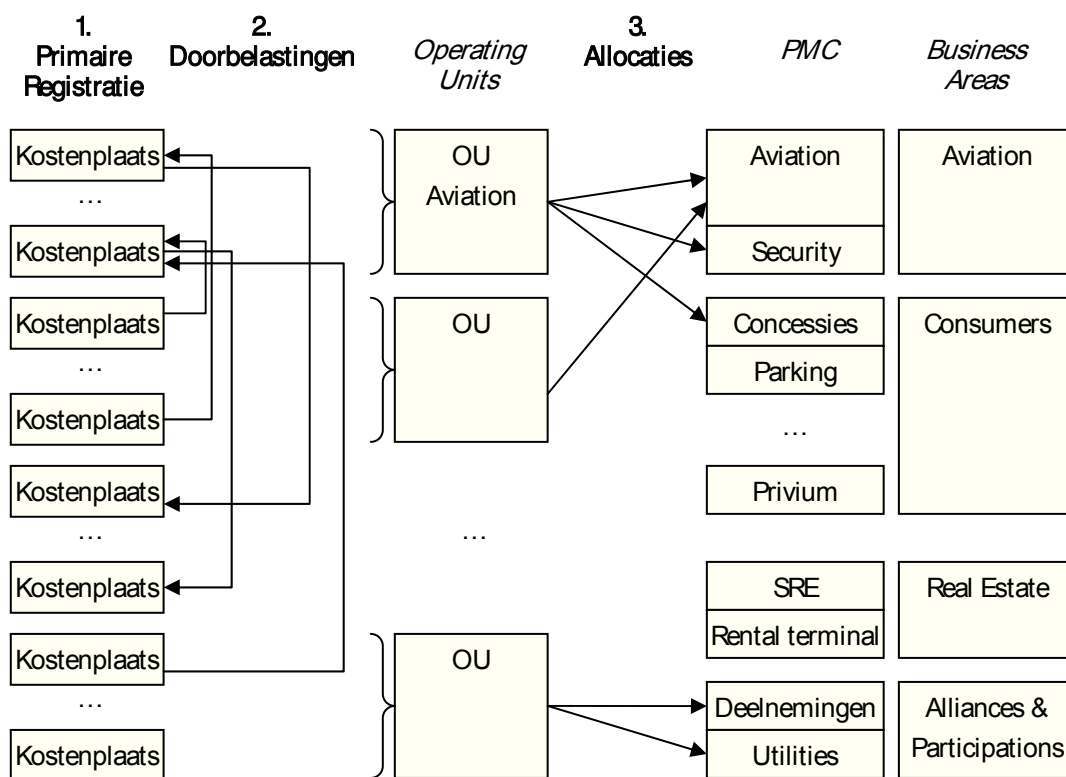 1.
Primaire
Registratie
2.
Doorbelastingen
Operating
Units
3.
Allocaties
PMC
Business
Areas
Kostenplaats
...
Kostenplaats
Kostenplaats
...
Kostenplaats
Kostenplaats
...
Kostenplaats
Kostenplaats
...
Kostenplaats
OU
Aviation
OU
...
OU
Aviation
Security
Concessies
Parking
...
Privium
SRE
Rental terminal
Deelnemingen
Utilities
Aviation
Consumers
Real Estate
Alliances &
Participations